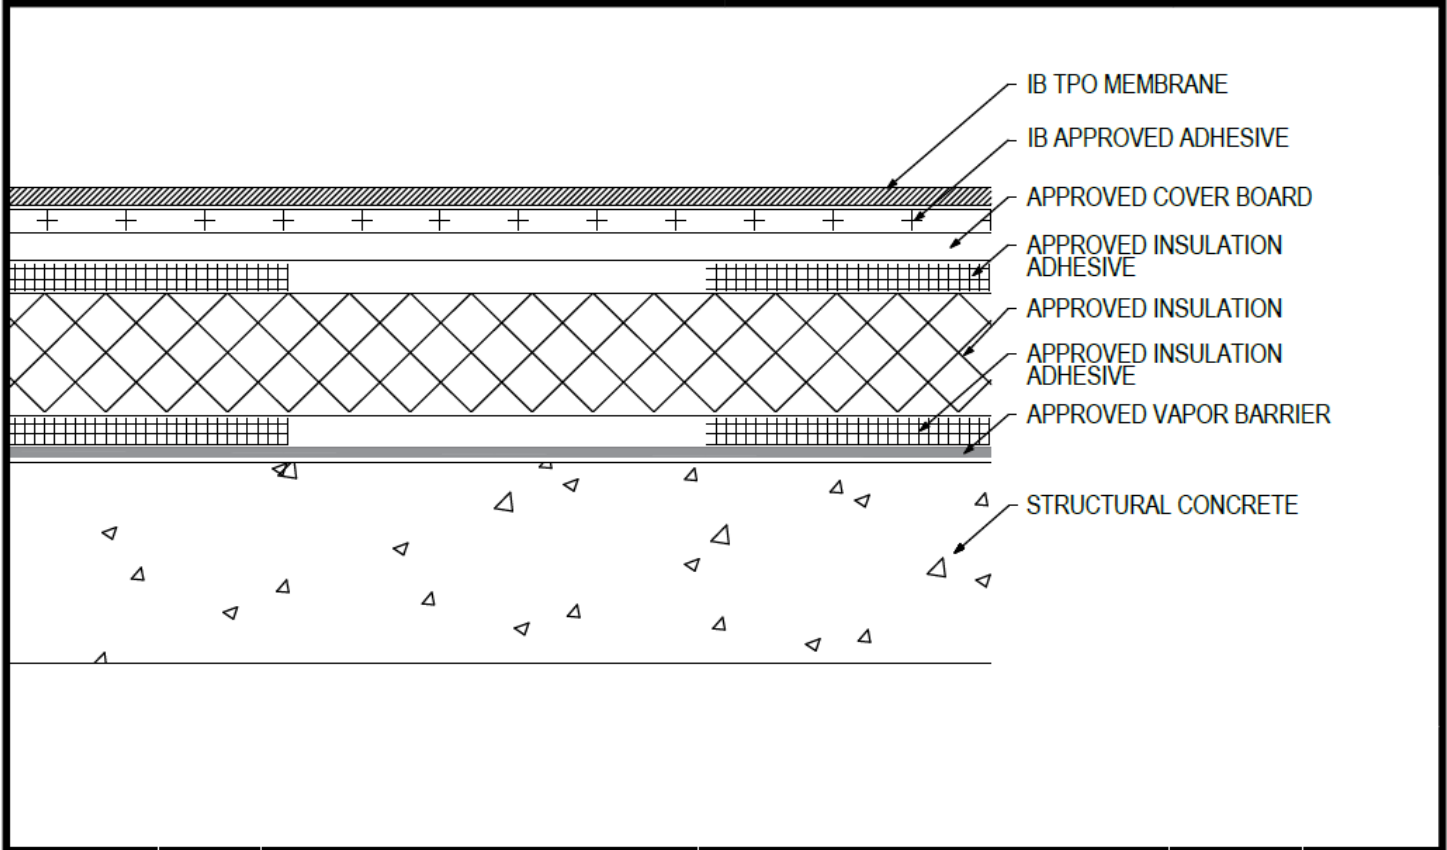 IB TPO MEMBRANE
IB APPROVED ADHESIVE
APPROVED COVER BOARD
APPROVED INSULATION
ADHESIVE
APPROVED INSULATION
APPROVED INSULATION
ADHESIVE
APPROVED VAPOR BARRIER
STRUCTURAL CONCRETE